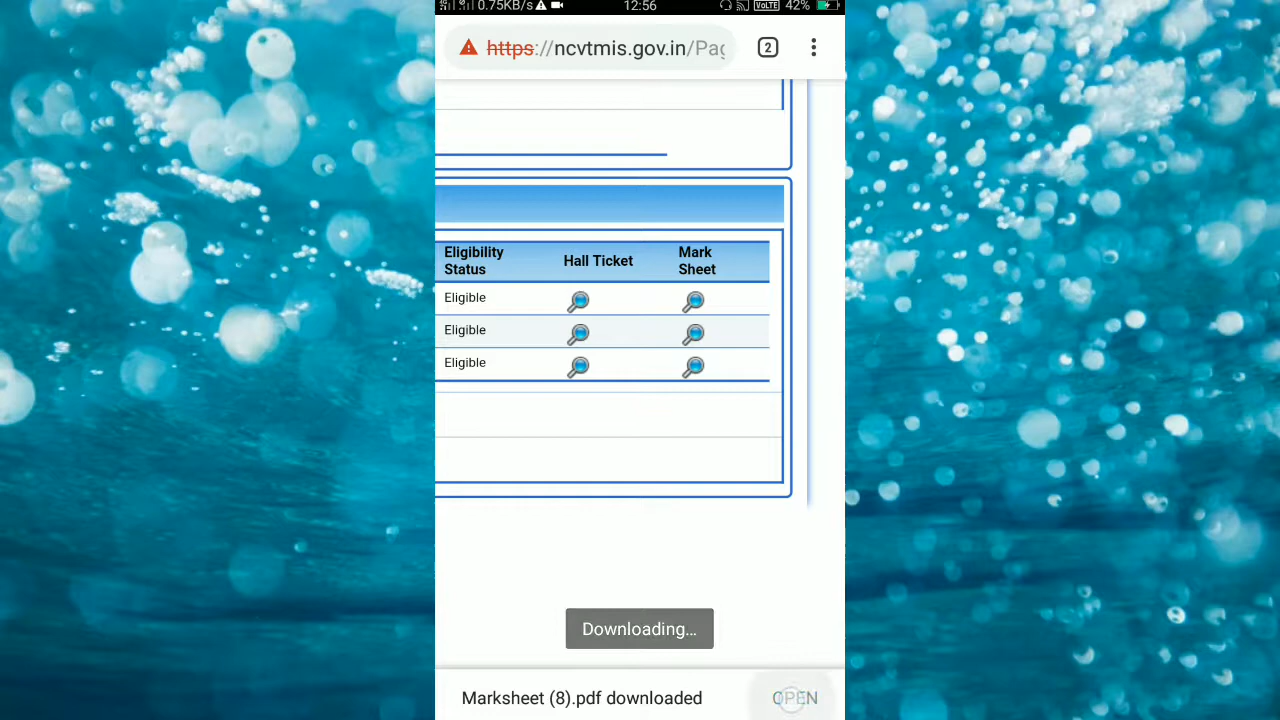 0.75KB/s 12:56 VoLTE 42%
https://ncvtmis.gov.in/Pag 2
Eligibility Status Hall Ticket Mark Sheet
Eligible
Eligible
Eligible
Downloading...
Marksheet (8).pdf downloaded OPEN